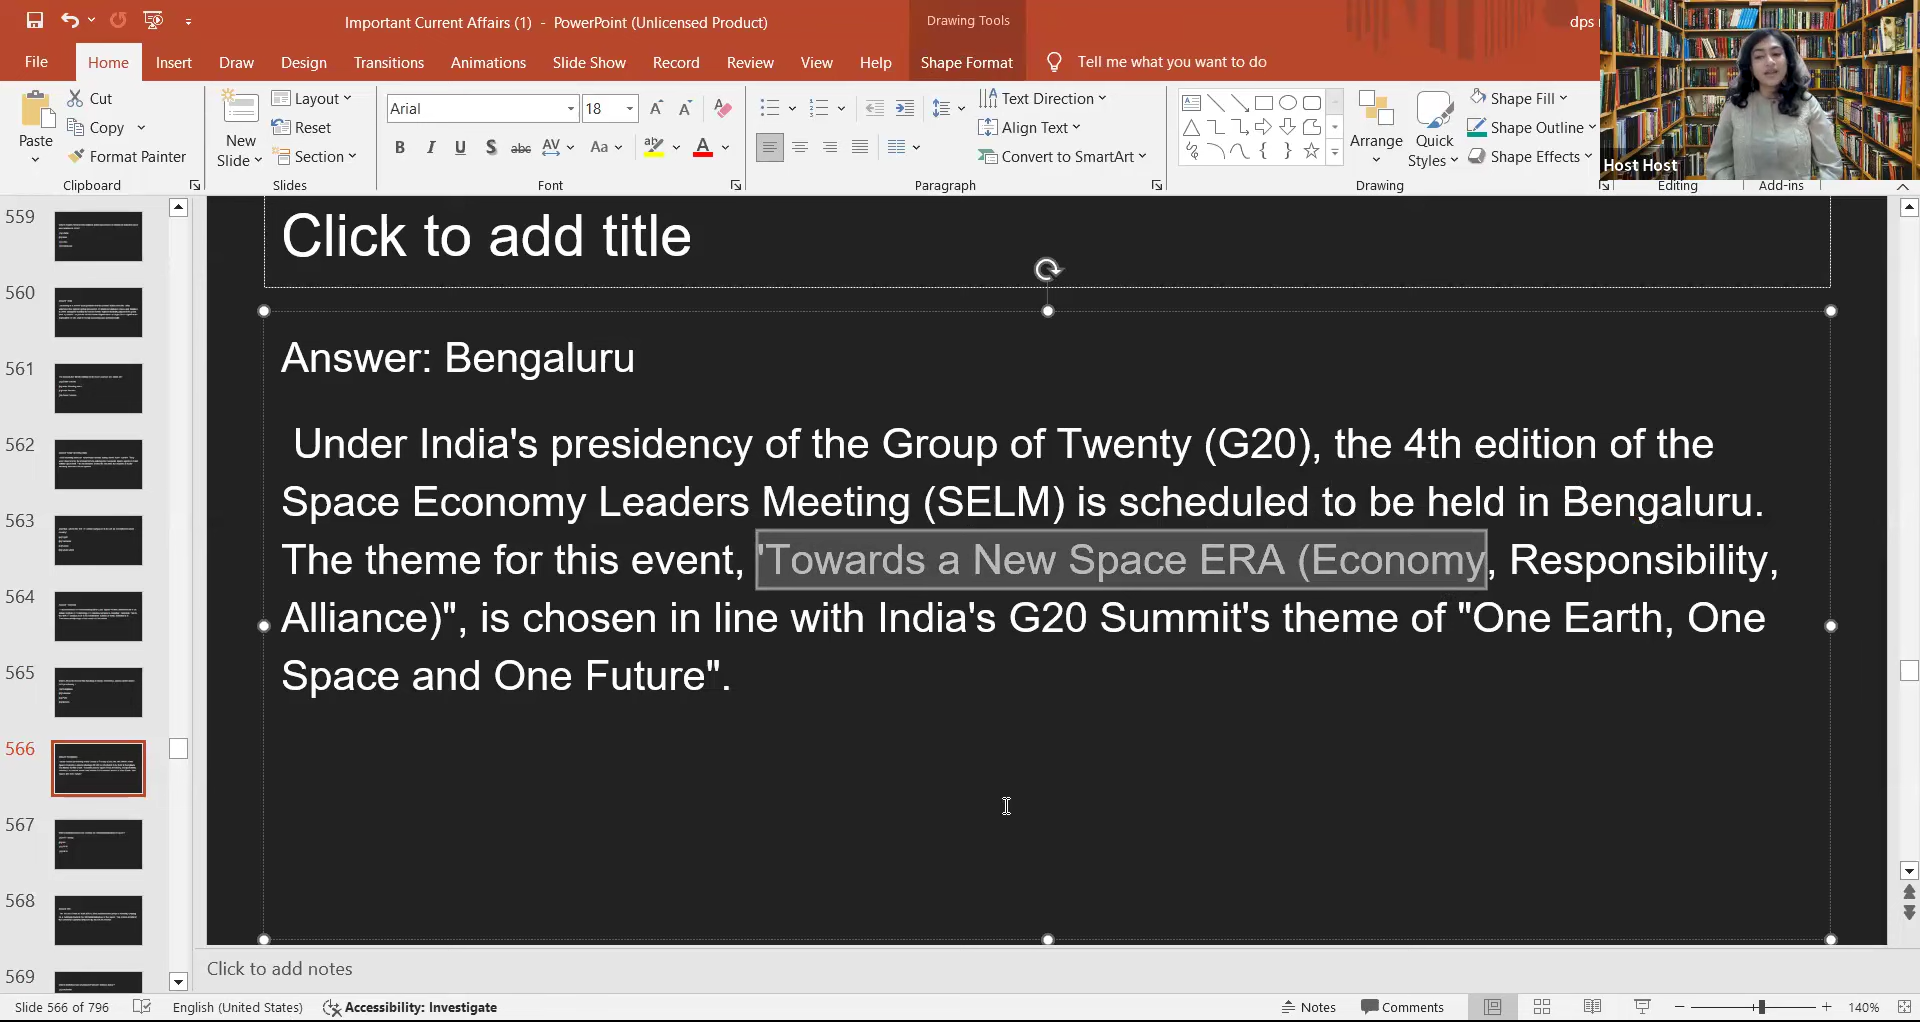 Important Current Affairs (1) - PowerPoint (Unlicensed Product)
Drawing Tools
dps
File Home Insert Draw Design Transitions Animations Slide Show Record Review View Help Shape Format Tell me what you want to do
Cut
Copy
Format Painter
Paste
Clipboard
New
Slide
Layout
Reset
Section
Slides
Arial 18
B I U S abc AV Aa ab A
Font
Text Direction
Align Text
Convert to SmartArt
Paragraph
Arrange
Quick
Styles
Shape Fill
Shape Outline
Shape Effects
Drawing
Editing
Add-ins
Host Host
559
560
561
562
563
564
565
566
567
568
569
Click to add title
Answer: Bengaluru
Under India's presidency of the Group of Twenty (G20), the 4th edition of the
Space Economy Leaders Meeting (SELM) is scheduled to be held in Bengaluru.
The theme for this event, 'Towards a New Space ERA (Economy, Responsibility,
Alliance)", is chosen in line with India's G20 Summit's theme of "One Earth, One
Space and One Future".
Click to add notes
Slide 566 of 796 English (United States) Accessibility: Investigate
Notes Comments 140%